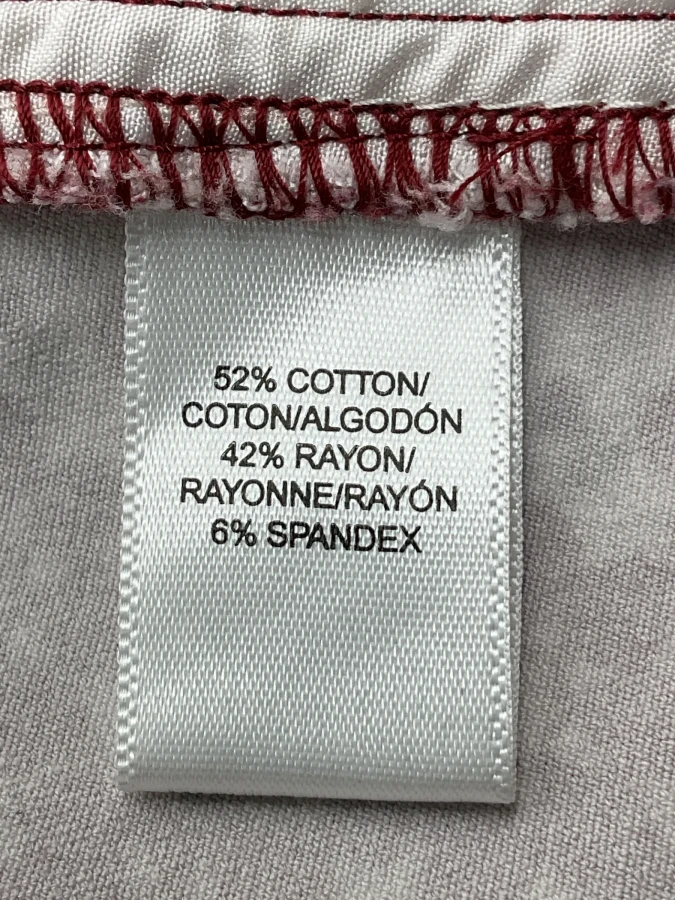 52% COTTON/
COTON/ALGODÓN
42% RAYON/
RAYONNE/RAYÓN
6% SPANDEX